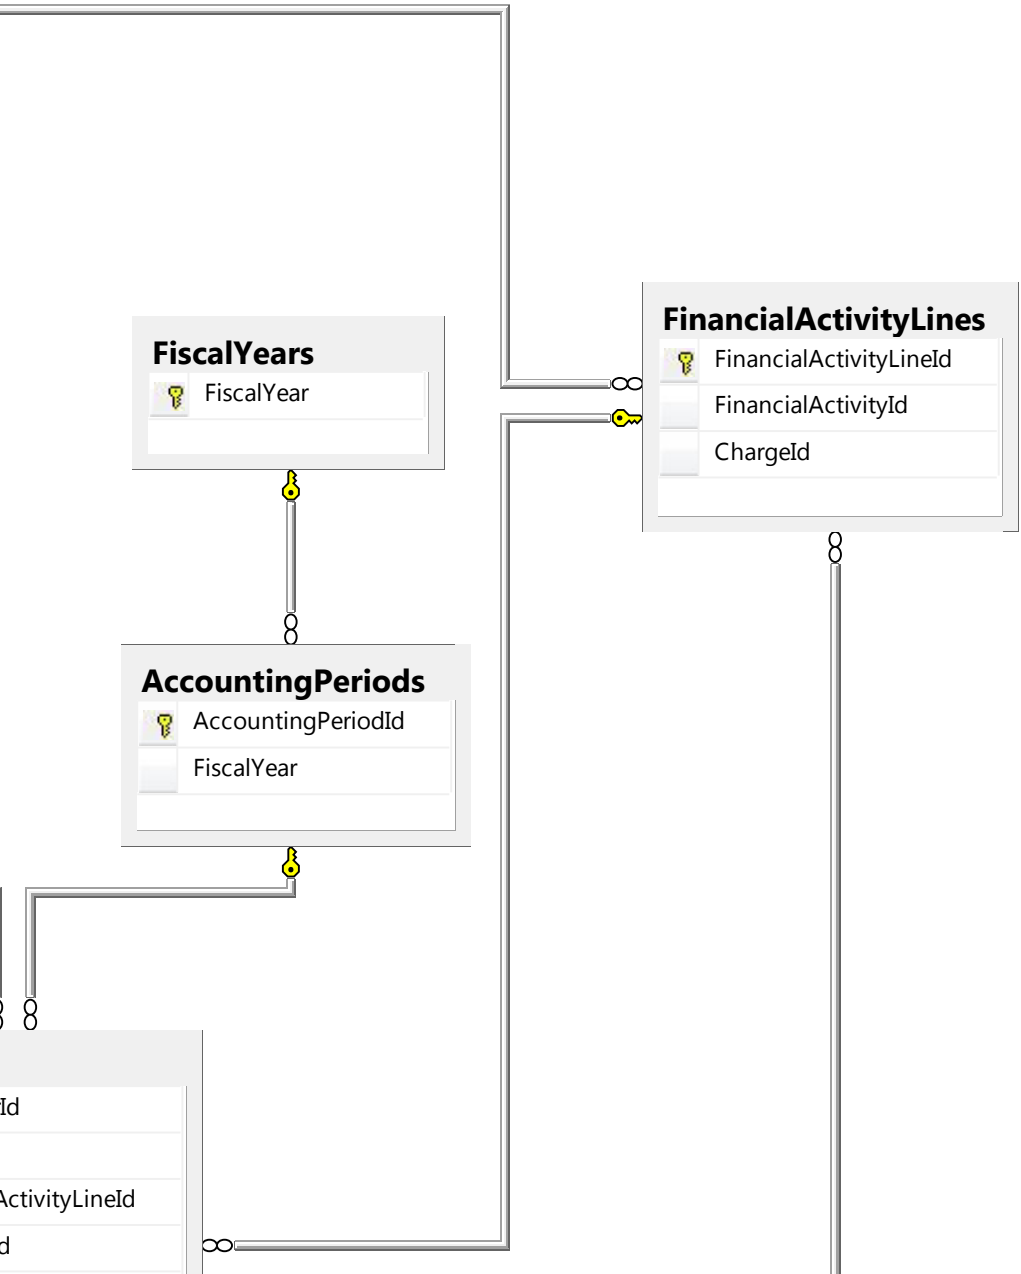 FinancialActivityLines
FinancialActivityLineId
FinancialActivityId
ChargeId
FiscalYears
FiscalYear
AccountingPeriods
AccountingPeriodId
FiscalYear
Id
ActivityLineId
d